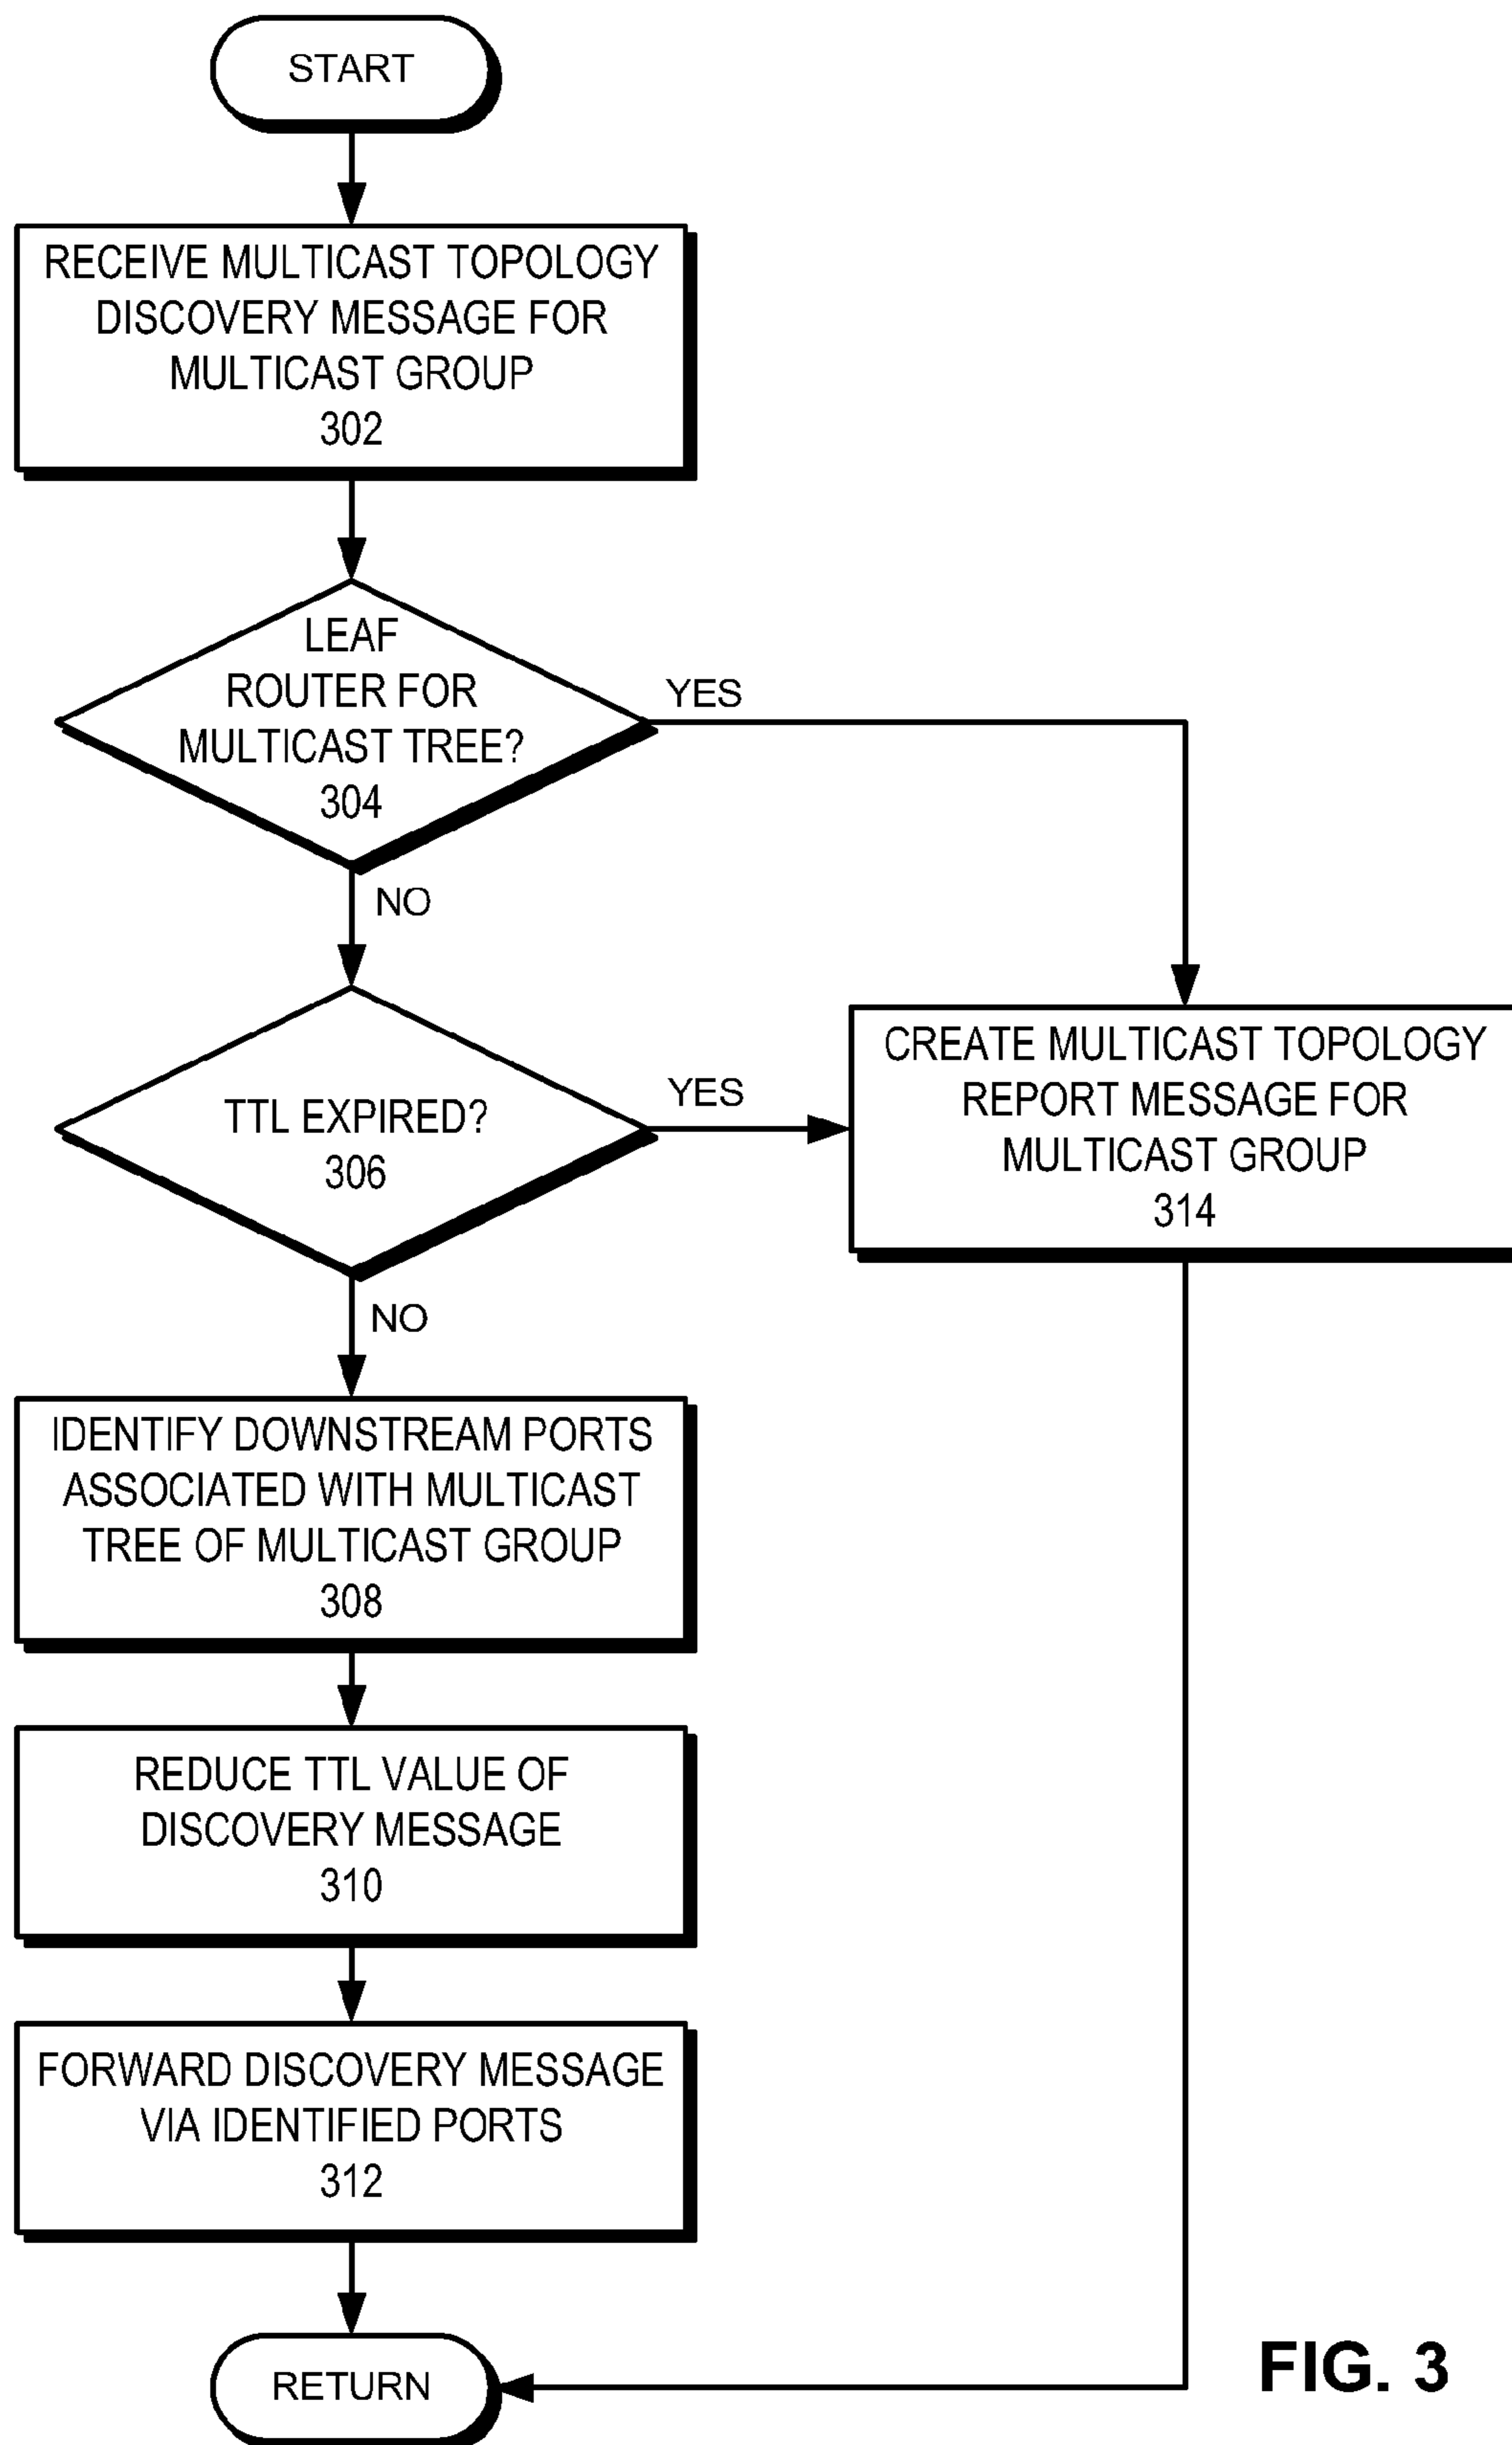 START
RECEIVE MULTICAST TOPOLOGY
DISCOVERY MESSAGE FOR
MULTICAST GROUP
302
LEAF
ROUTER FOR
MULTICAST TREE?
304
YES
NO
TTL EXPIRED?
306
YES
NO
CREATE MULTICAST TOPOLOGY
REPORT MESSAGE FOR
MULTICAST GROUP
314
IDENTIFY DOWNSTREAM PORTS
ASSOCIATED WITH MULTICAST
TREE OF MULTICAST GROUP
308
REDUCE TTL VALUE OF
DISCOVERY MESSAGE
310
FORWARD DISCOVERY MESSAGE
VIA IDENTIFIED PORTS
312
RETURN
FIG. 3